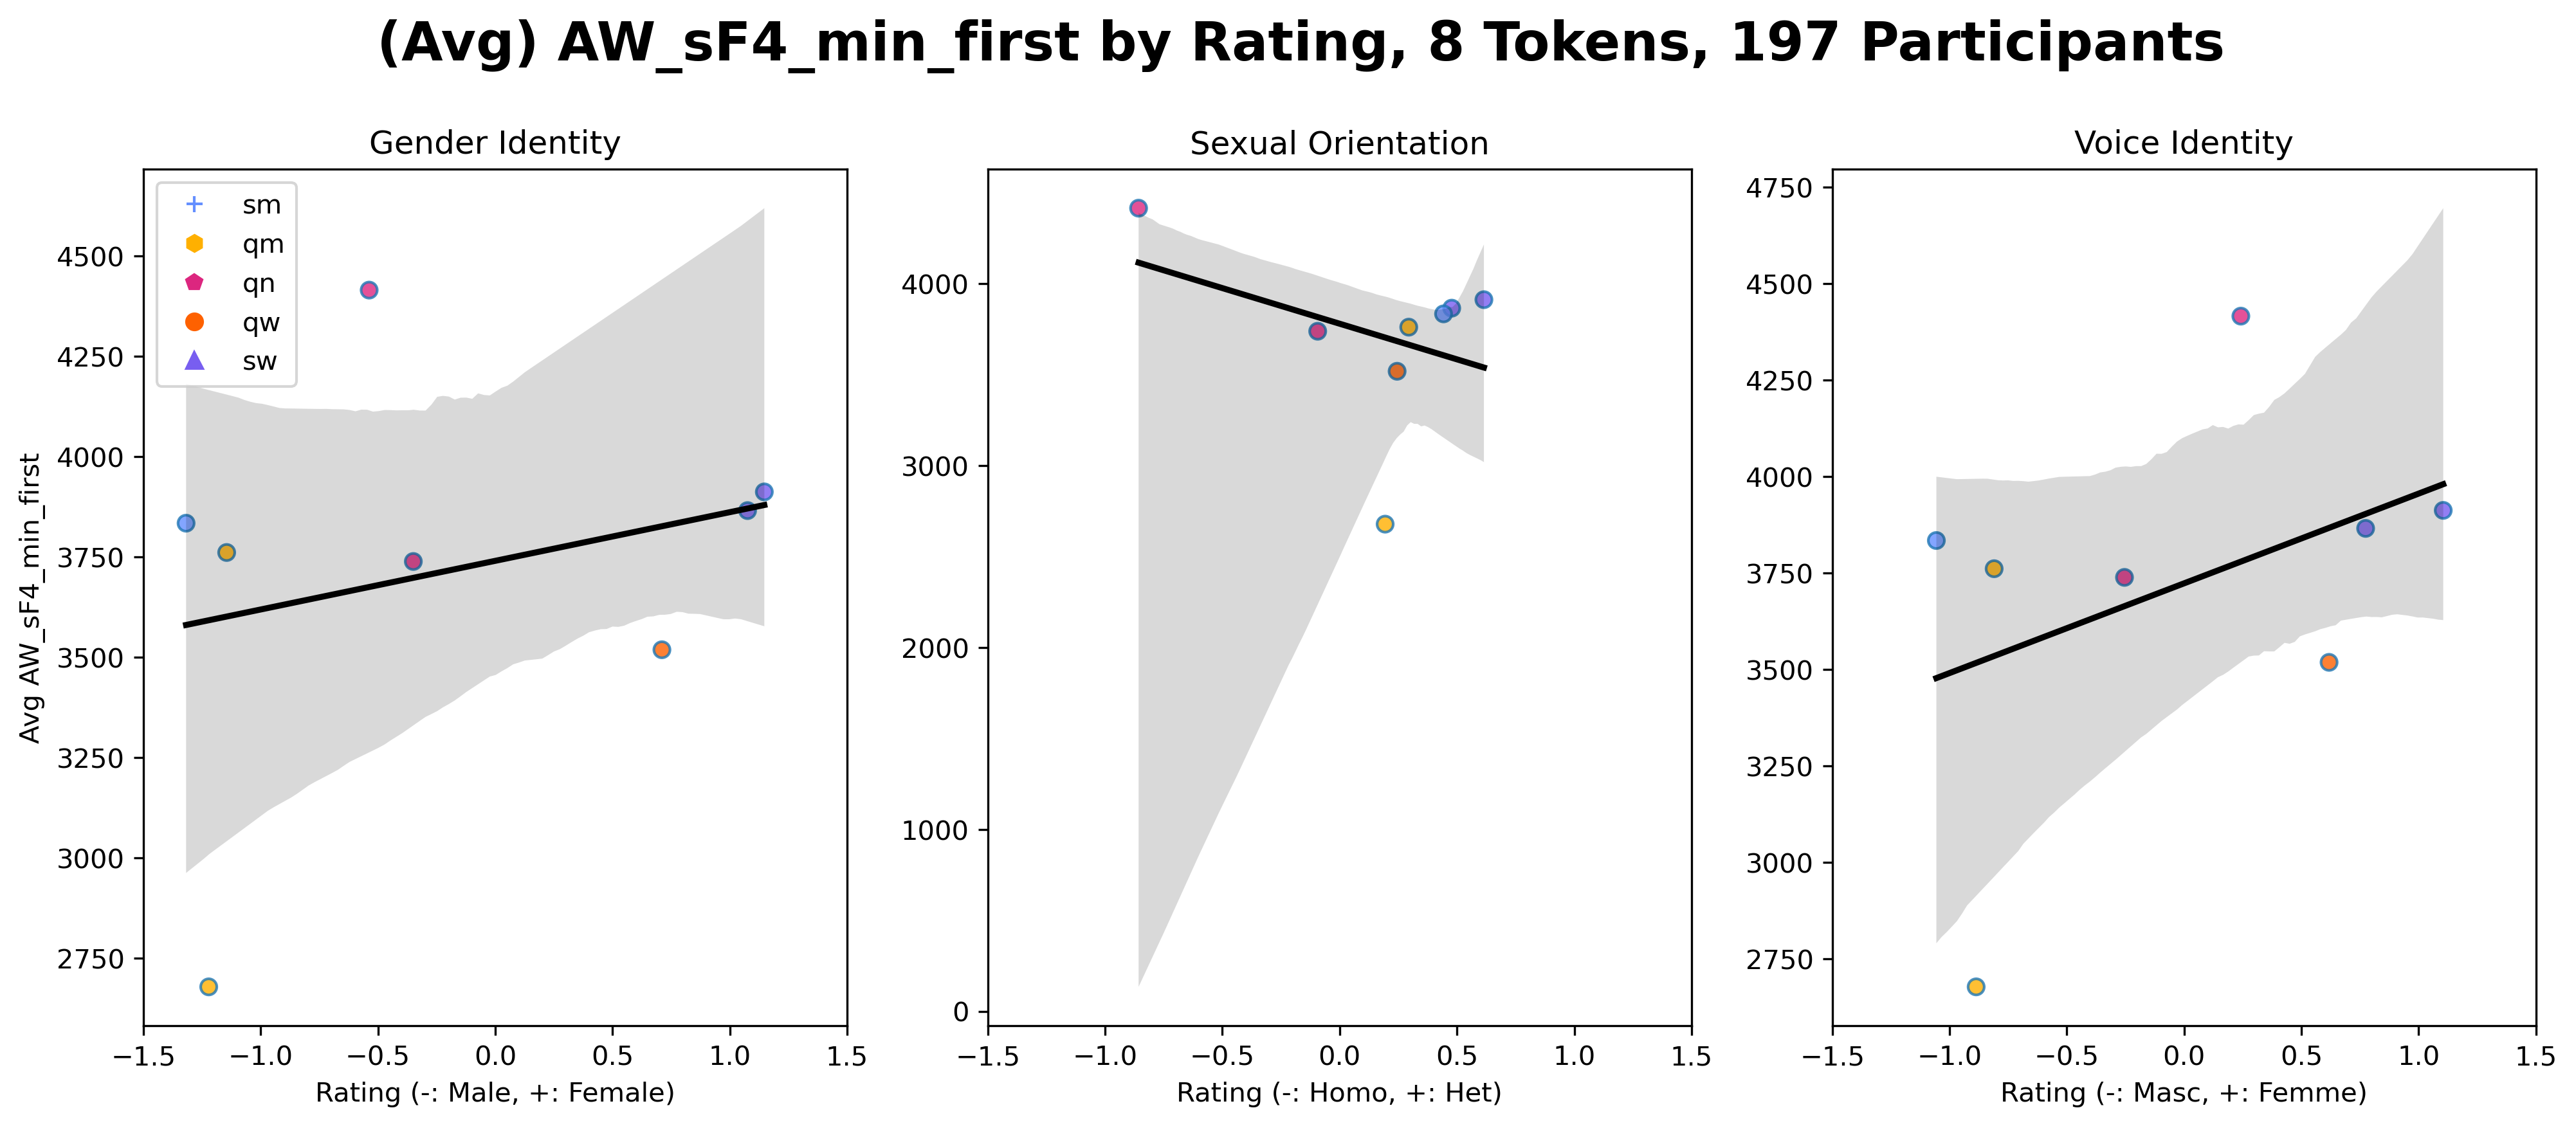 (Avg) AW_sF4_min_first by Rating, 8 Tokens, 197 Participants
Gender Identity
sm
qm
qn
qw
sw
Avg AW_sF4_min_first
4500
4250
4000
3750
3500
3250
3000
2750
−1.5 −1.0 −0.5 0.0 0.5 1.0 1.5
Rating (-: Male, +: Female)
Sexual Orientation
4000
3000
2000
1000
0
−1.5 −1.0 −0.5 0.0 0.5 1.0 1.5
Rating (-: Homo, +: Het)
Voice Identity
4750
4500
4250
4000
3750
3500
3250
3000
2750
−1.5 −1.0 −0.5 0.0 0.5 1.0 1.5
Rating (-: Masc, +: Femme)